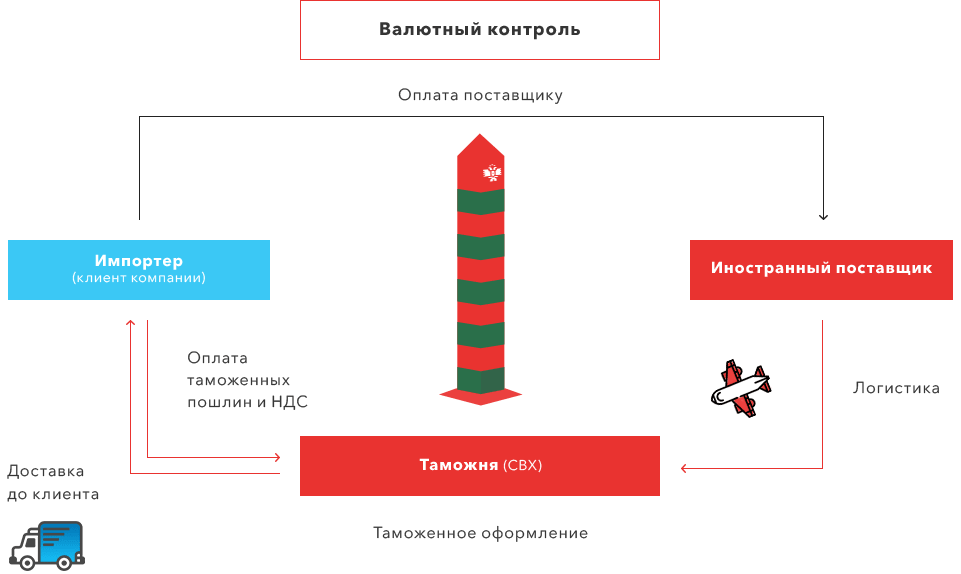 Валютный контроль
Оплата поставщику
Импортер
(клиент компании)
Иностранный поставщик
Оплата
таможенных
пошлин и НДС
Логистика
Таможня (СВХ)
Доставка
до клиента
Таможенное оформление